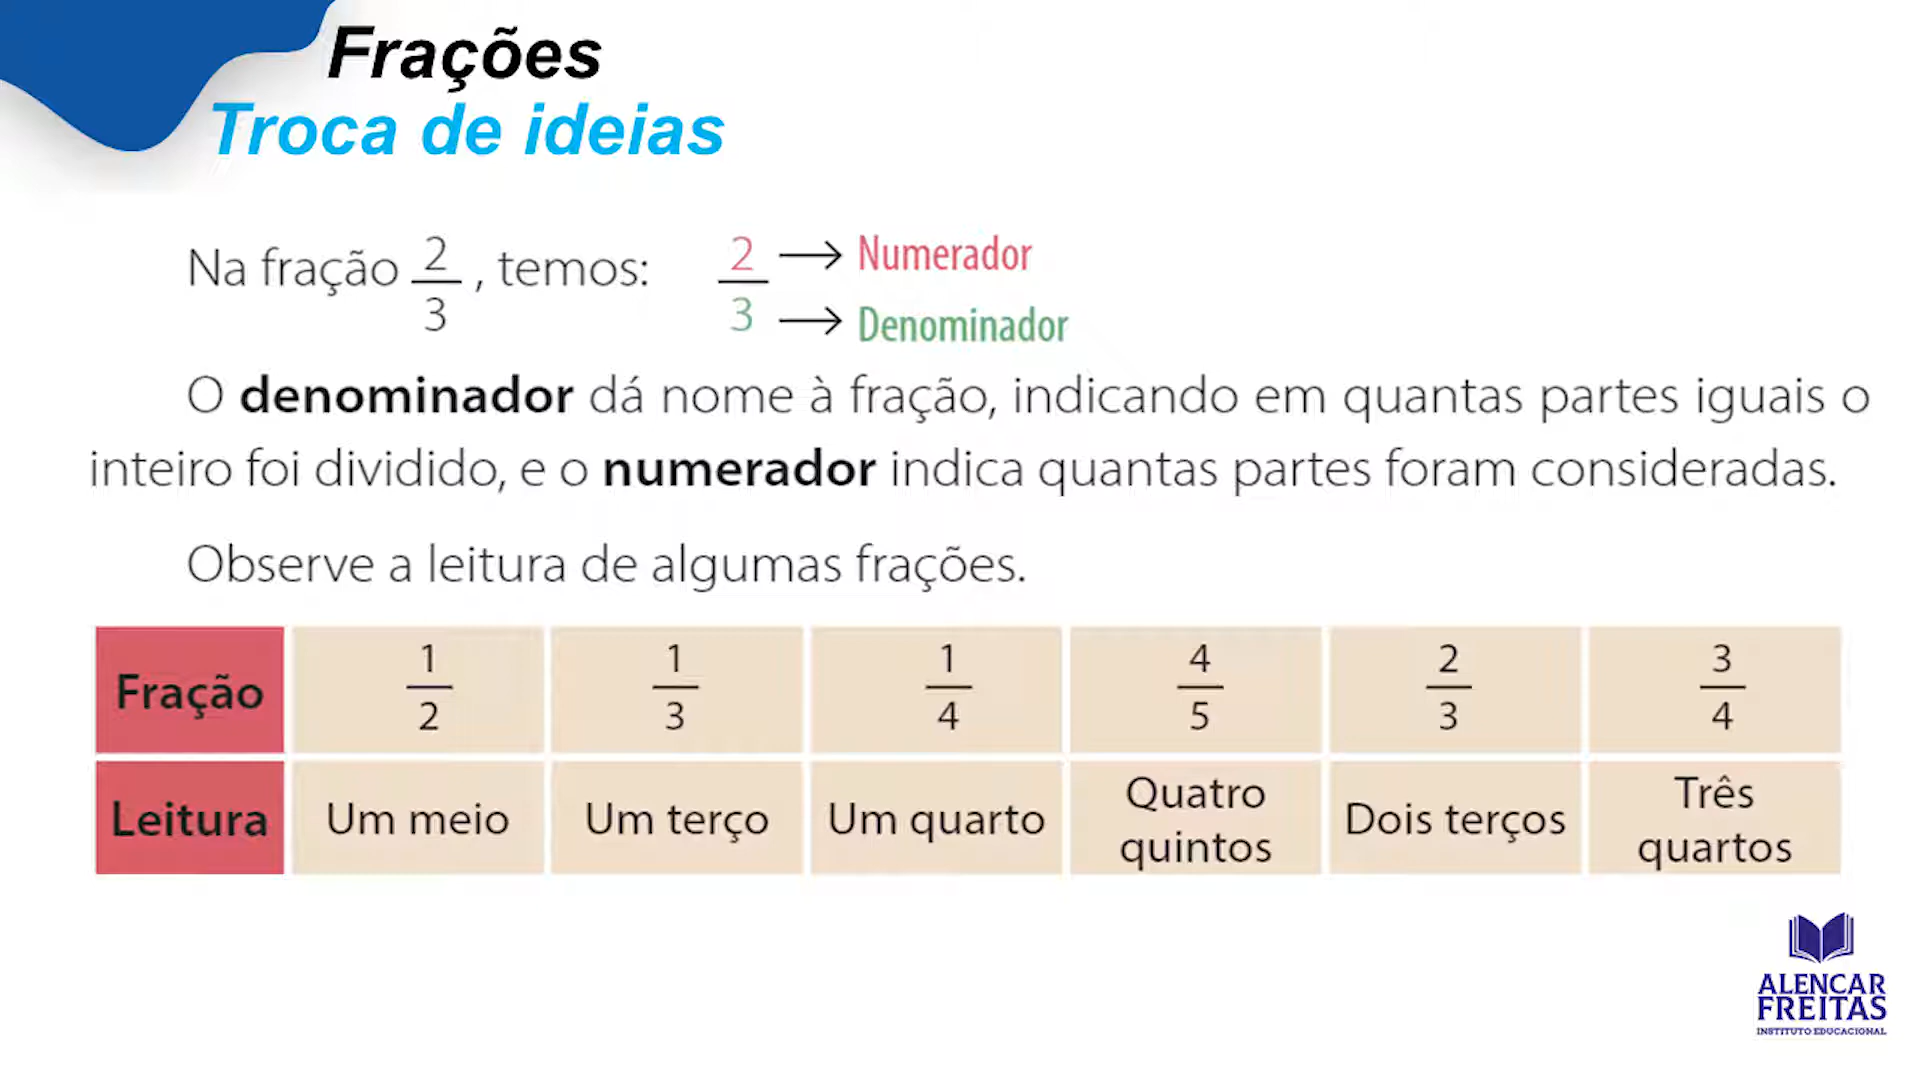 Frações
Troca de ideias
Na fração 2/3, temos: 2/3 → Numerador → Denominador
O denominador dá nome à fração, indicando em quantas partes iguais o
inteiro foi dividido, e o numerador indica quantas partes foram consideradas.
Observe a leitura de algumas frações.
Fração 1/2 1/3 1/4 4/5 2/3 3/4
Leitura Um meio Um terço Um quarto Quatro quintos Dois terços Três quartos
ALENCAR
FREITAS
INSTITUTO EDUCACIONAL